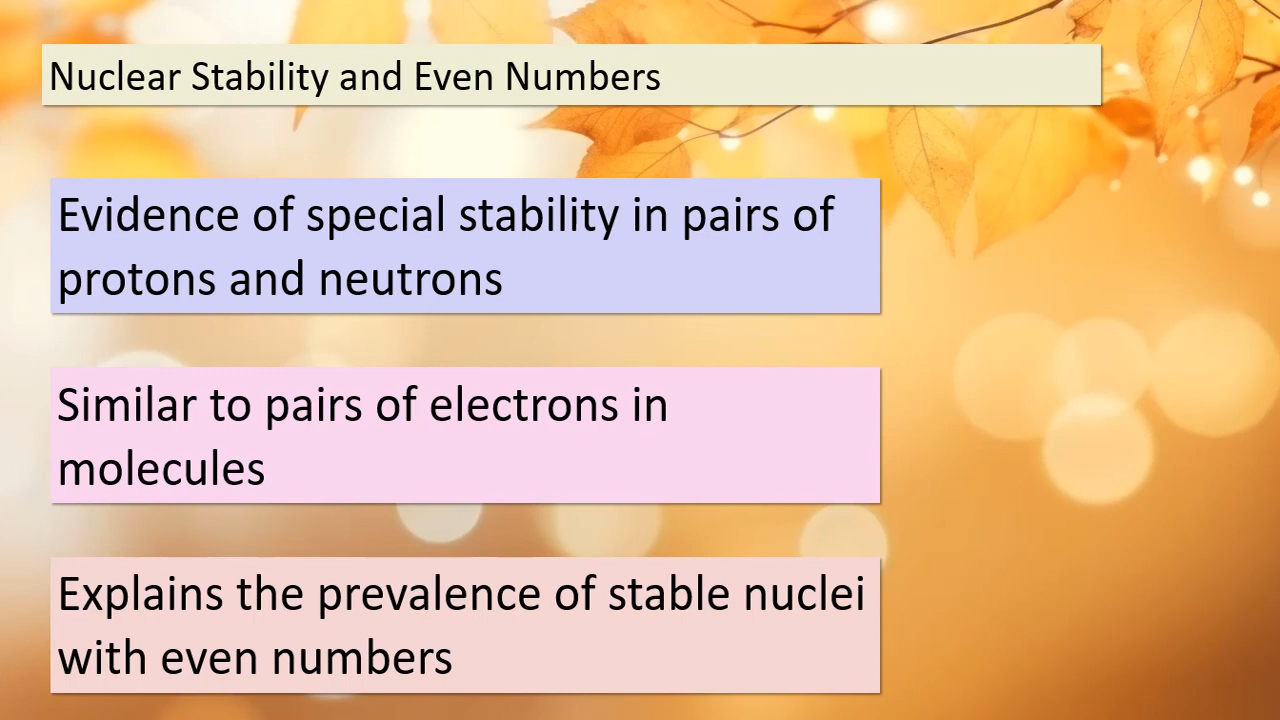 Nuclear Stability and Even Numbers
Evidence of special stability in pairs of
protons and neutrons
Similar to pairs of electrons in
molecules
Explains the prevalence of stable nuclei
with even numbers